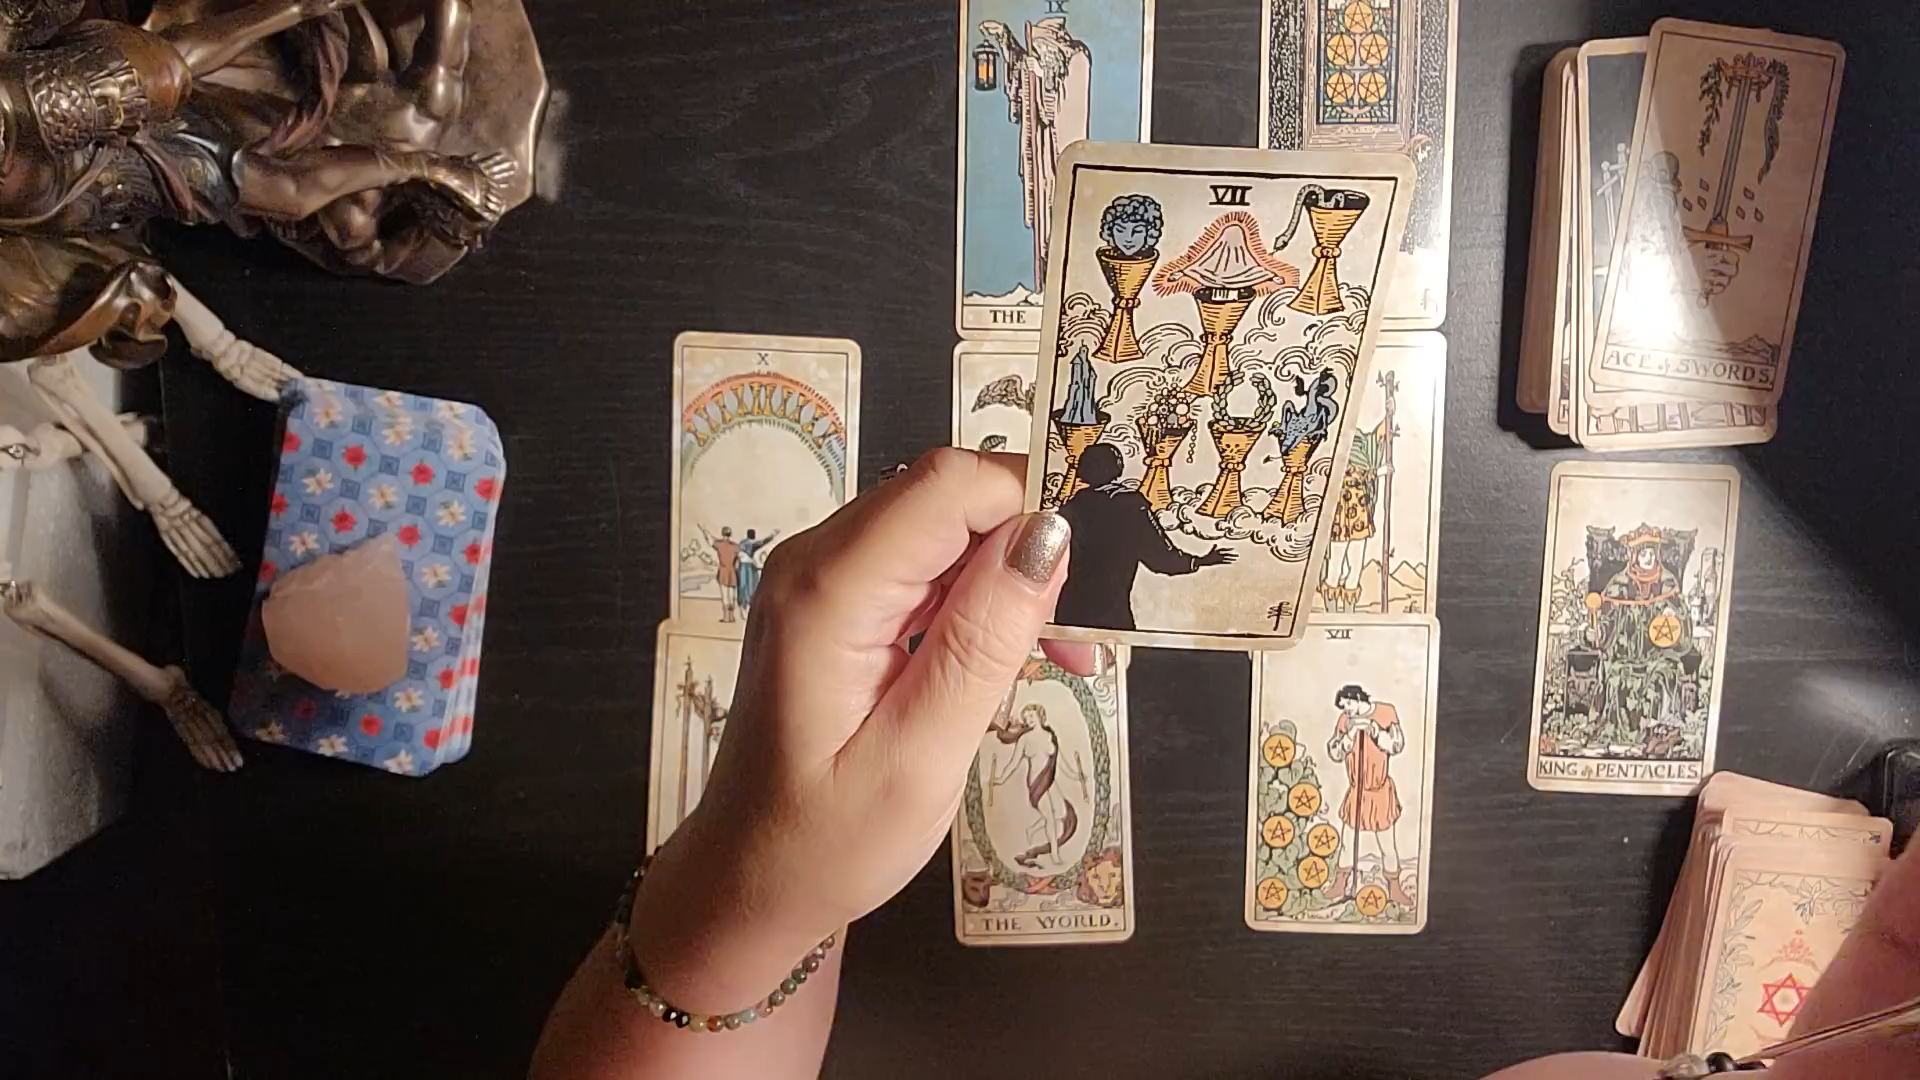 IX
THE
VII
X
ACE of SWORDS.
VII
KING of PENTACLES.
THE WORLD.